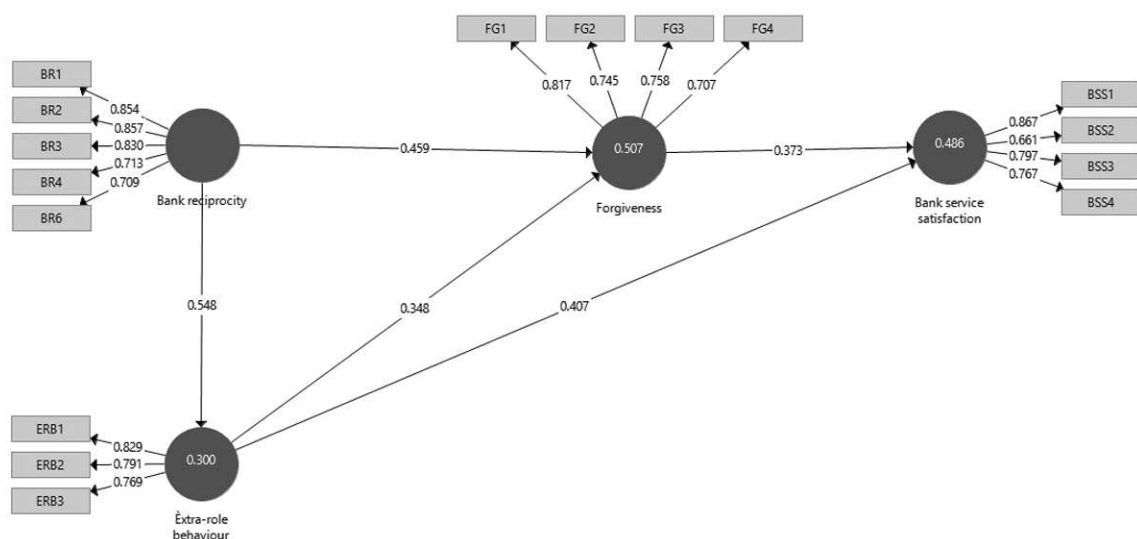 FG1 FG2 FG3 FG4
0.817 0.745 0.758 0.707
BR1
BR2
BR3
BR4
BR6
0.854
0.857
0.830
0.713
0.709
Bank reciprocity
0.459
0.507
Forgiveness
0.373
0.486
Bank service
satisfaction
0.867
0.661
0.797
0.767
BSS1
BSS2
BSS3
BSS4
0.548
0.348
0.407
ERB1
ERB2
ERB3
0.829
0.791
0.769
0.300
Èxtra-role
behaviour